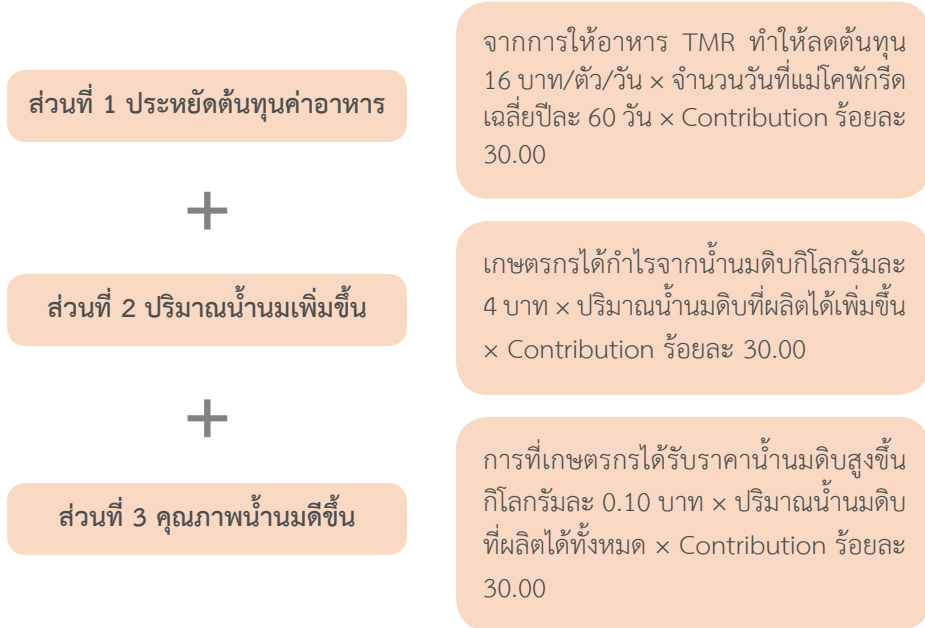 ส่วนที่ 1 ประหยัดต้นทุนค่าอาหาร
จากการให้อาหาร TMR ทำให้ลดต้นทุน
16 บาท/ตัว/วัน × จำนวนวันที่แม่โคพักรีด
เฉลี่ยปีละ 60 วัน × Contribution ร้อยละ
30.00
+
ส่วนที่ 2 ปริมาณน้ำนมเพิ่มขึ้น
เกษตรกรได้กำไรจากน้ำนมดิบกิโลกรัมละ
4 บาท × ปริมาณน้ำนมดิบที่ผลิตได้เพิ่มขึ้น
× Contribution ร้อยละ 30.00
+
ส่วนที่ 3 คุณภาพน้ำนมดีขึ้น
การที่เกษตรกรได้รับราคาน้ำนมดิบสูงขึ้น
กิโลกรัมละ 0.10 บาท × ปริมาณน้ำนมดิบ
ที่ผลิตได้ทั้งหมด × Contribution ร้อยละ
30.00